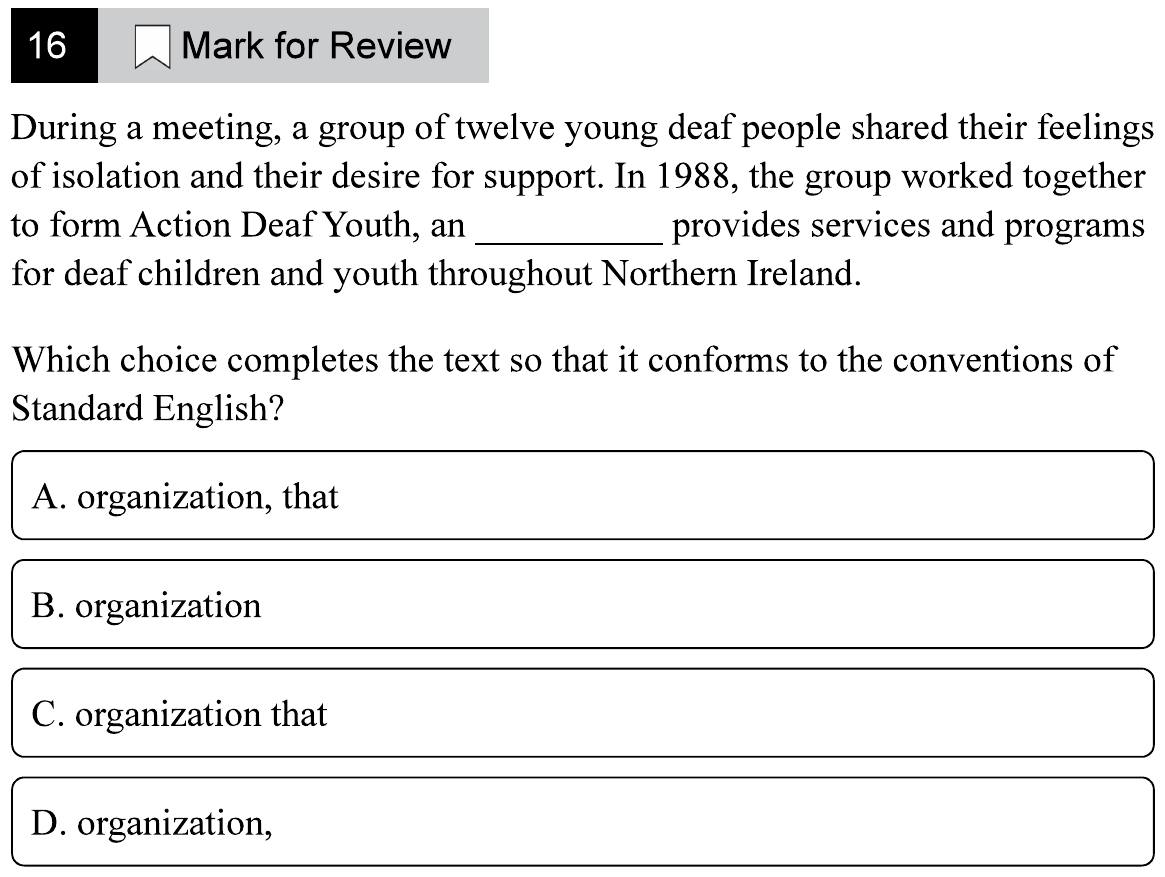 16 Mark for Review
During a meeting, a group of twelve young deaf people shared their feelings
of isolation and their desire for support. In 1988, the group worked together
to form Action Deaf Youth, an __________ provides services and programs
for deaf children and youth throughout Northern Ireland.
Which choice completes the text so that it conforms to the conventions of
Standard English?
A. organization, that
B. organization
C. organization that
D. organization,